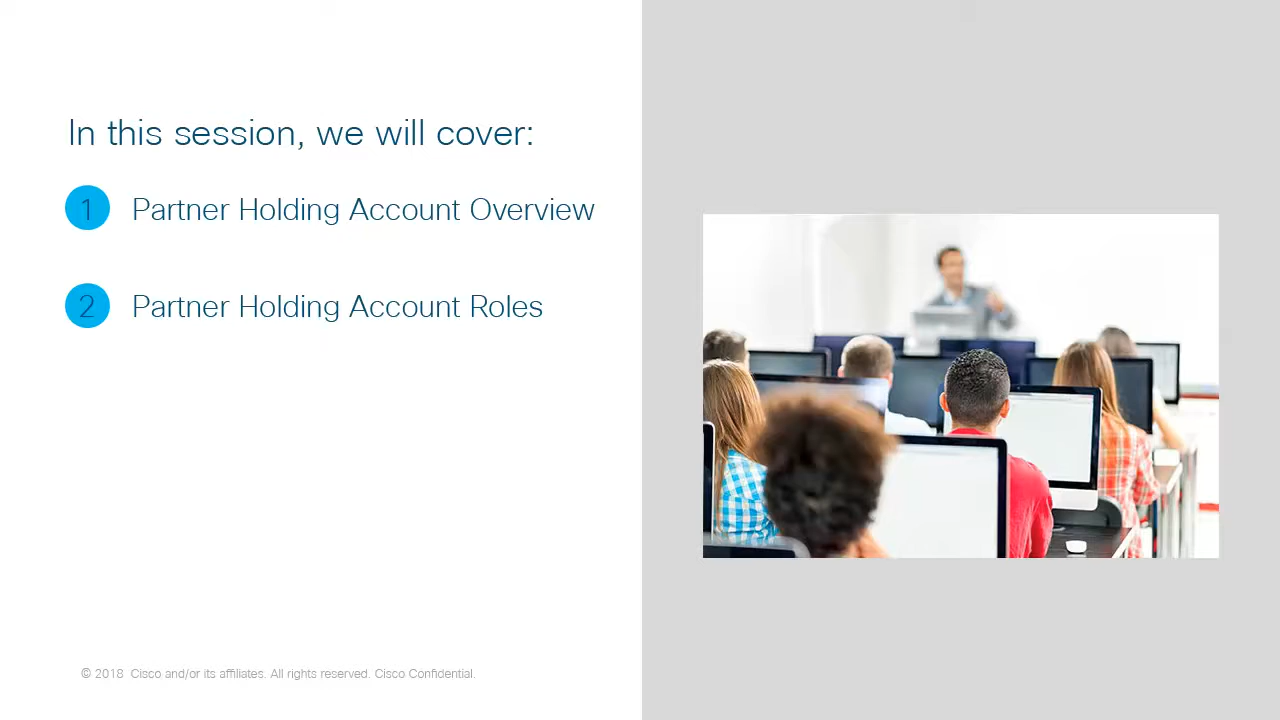 In this session, we will cover:
1 Partner Holding Account Overview
2 Partner Holding Account Roles
© 2018 Cisco and/or its affiliates. All rights reserved. Cisco Confidential.